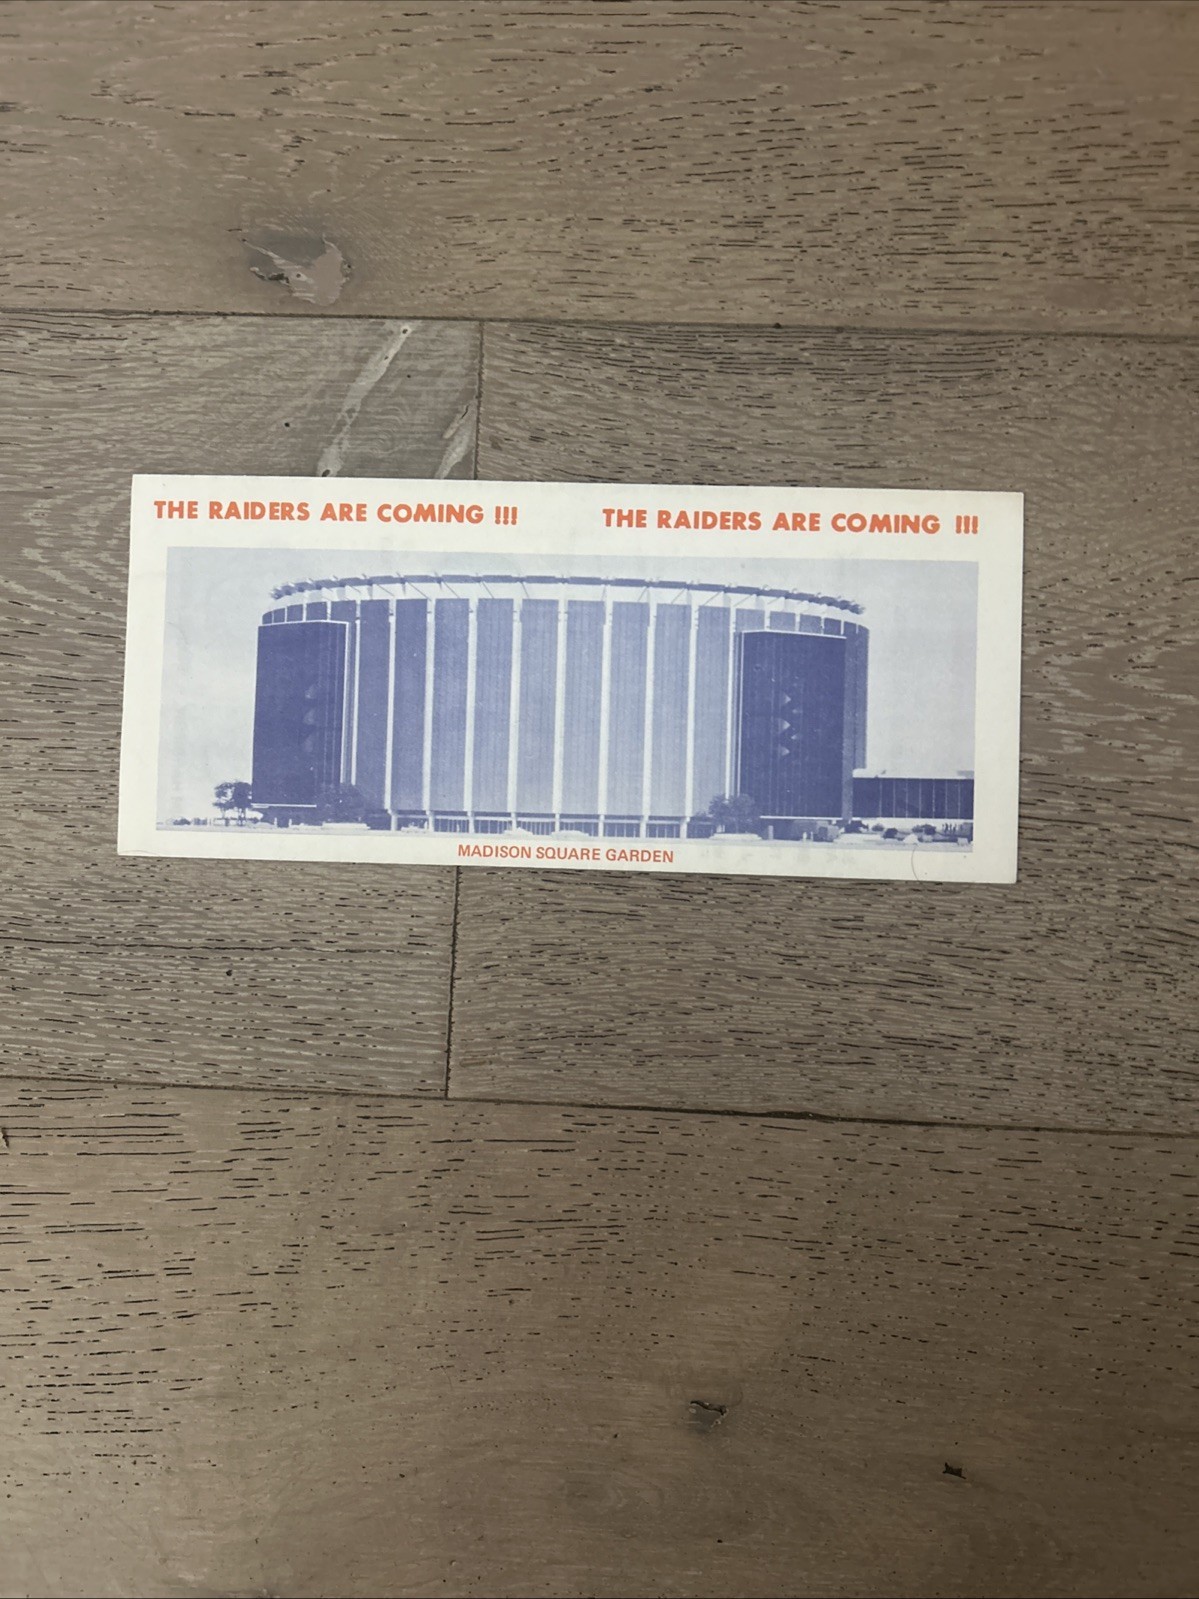 THE RAIDERS ARE COMING !!! THE RAIDERS ARE COMING !!!
MADISON SQUARE GARDEN